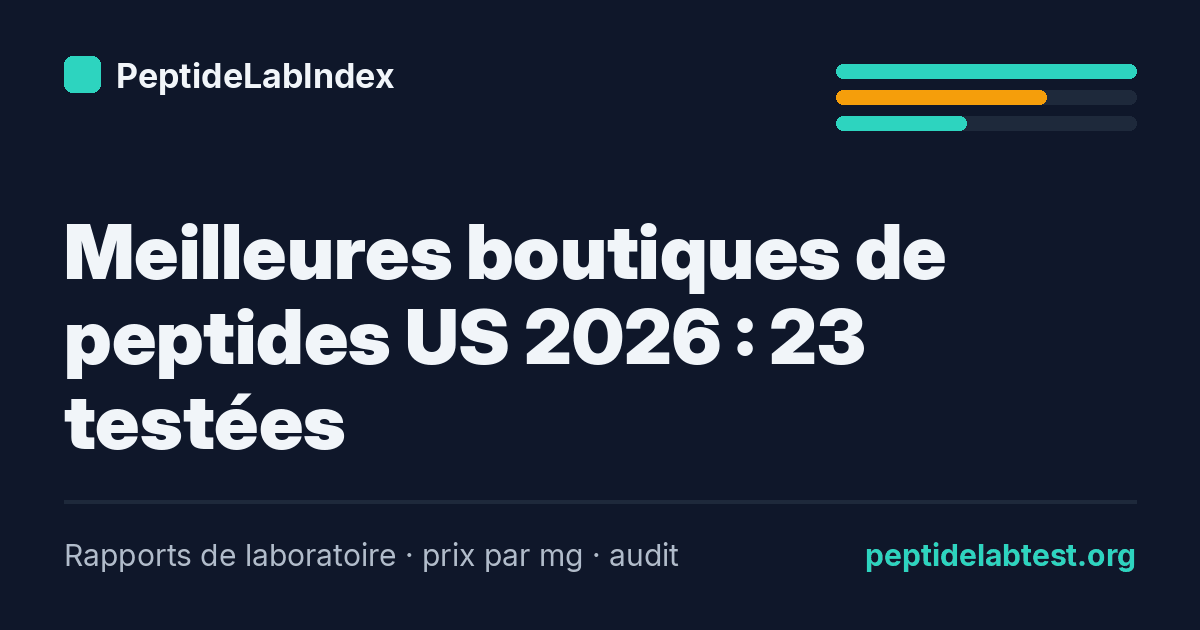 PeptideLabIndex
Meilleures boutiques de
peptides US 2026 : 23
testées
Rapports de laboratoire · prix par mg · audit
peptidelabtest.org